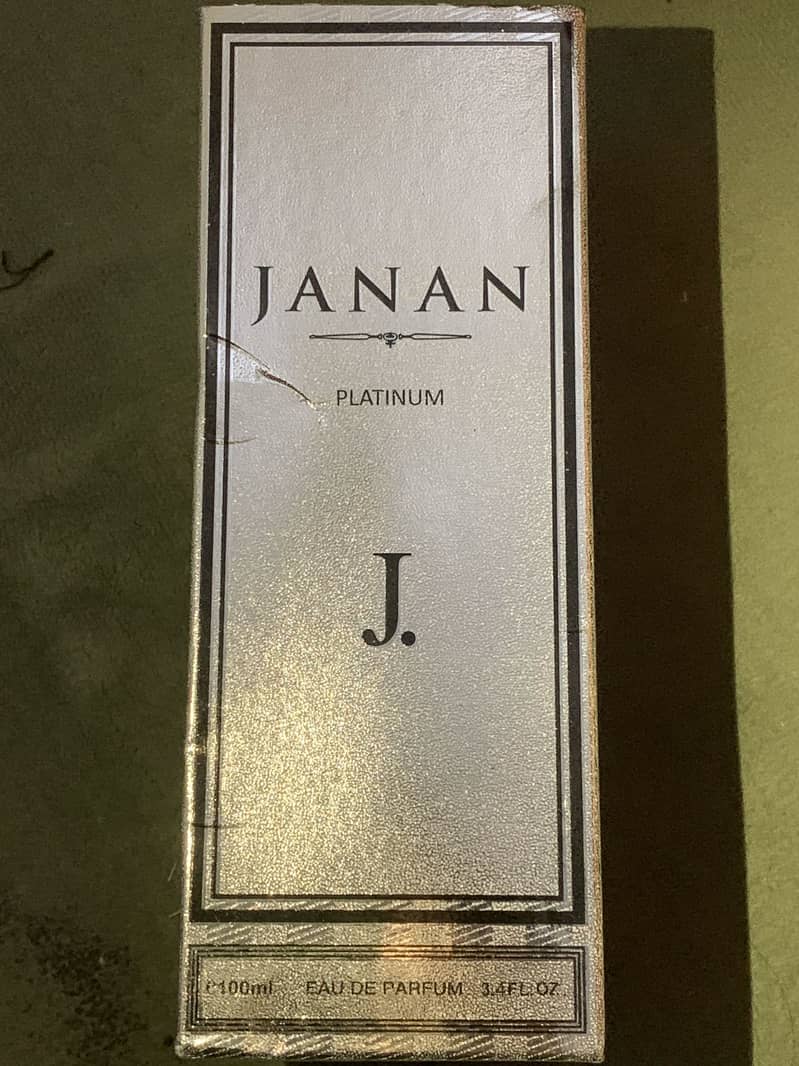 JANAN
PLATINUM
J.
℮100ml EAU DE PARFUM 3.4FL.OZ.